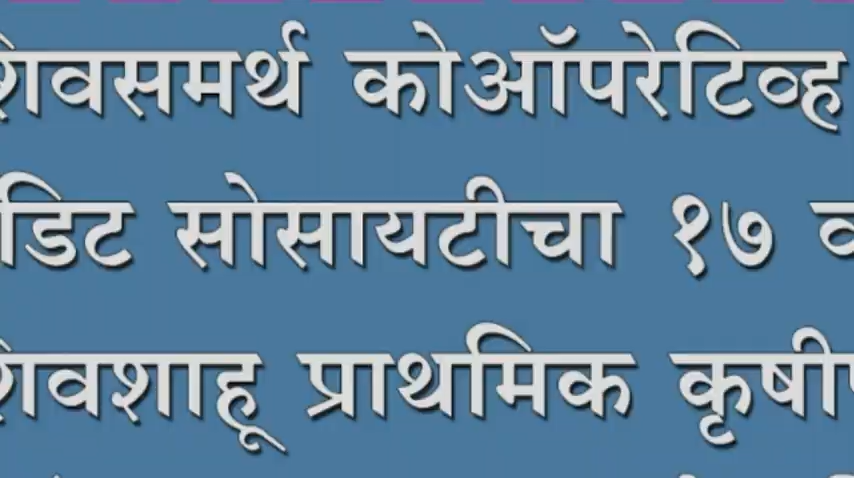 शिवसमर्थ कोऑपरेटिव्ह
डिट सोसायटीचा १७
शिवशाहू प्राथमिक